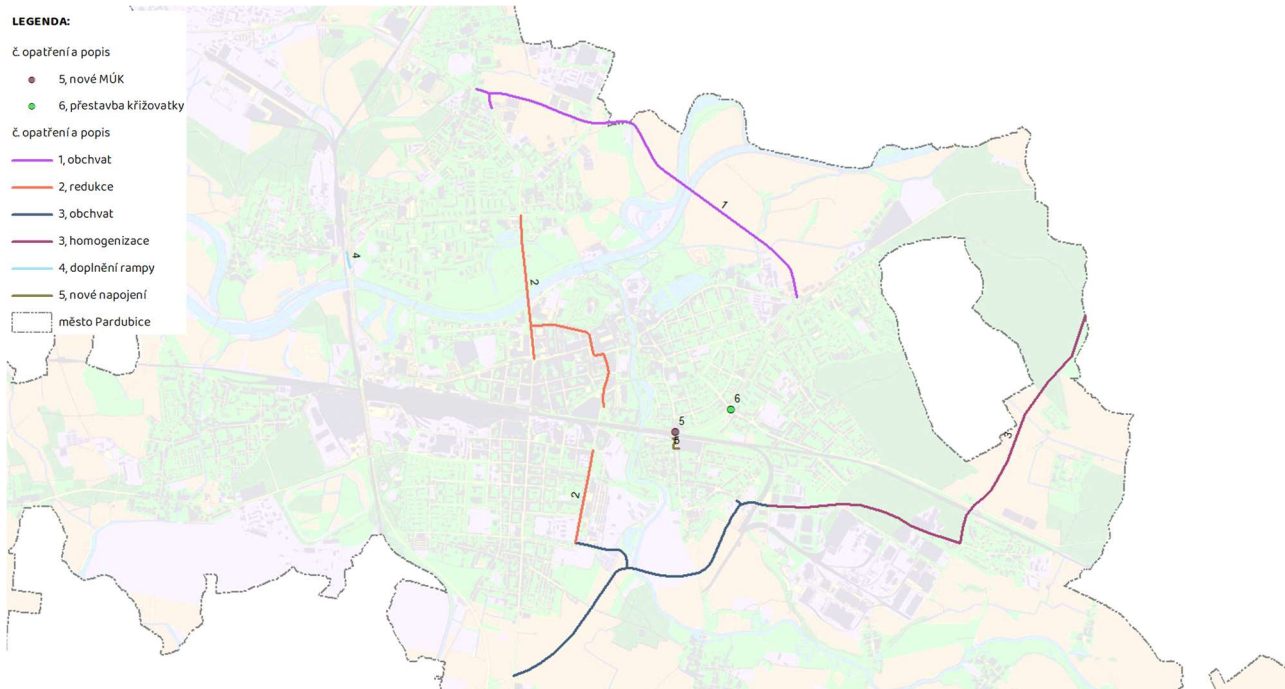 LEGENDA:
č. opatření a popis
5, nové MÚK
6, přestavba křižovatky
č. opatření a popis
1, obchvat
2, redukce
3, obchvat
3, homogenizace
4, doplnění rampy
5, nové napojení
město Pardubice
1
4
2
6
5
5
3
2